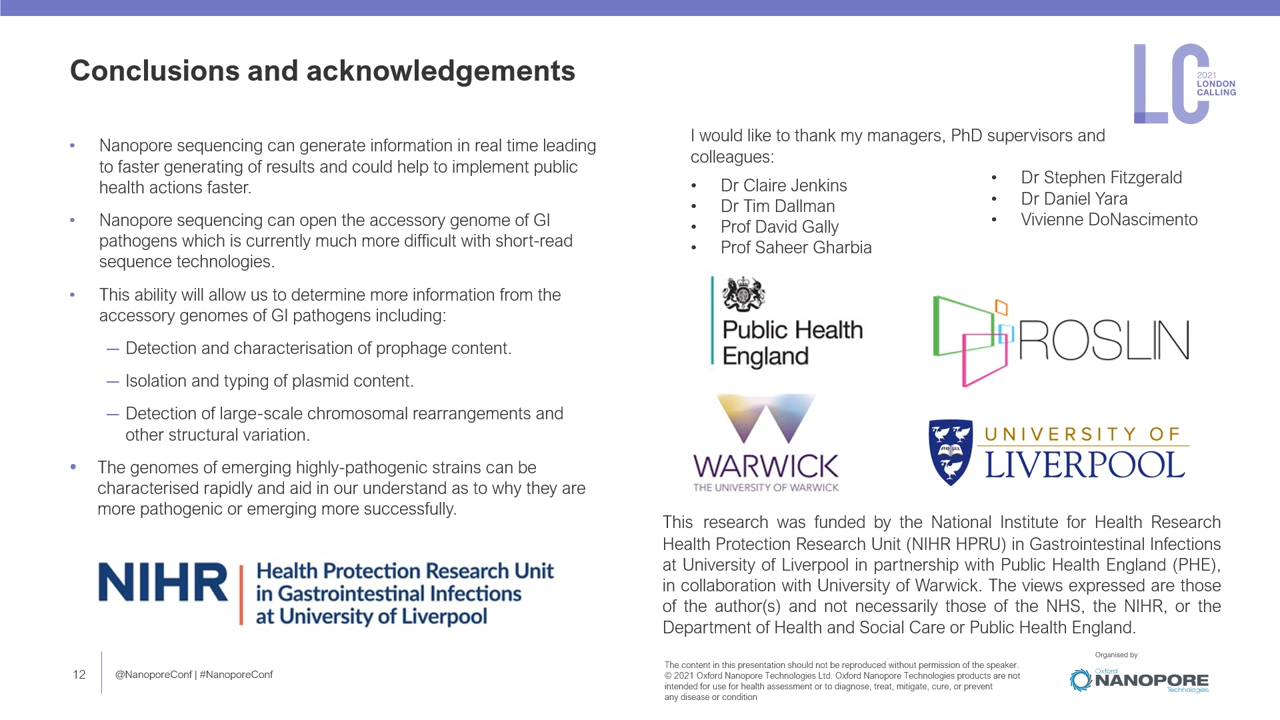 Conclusions and acknowledgements
LC
2021
LONDON
CALLING
• Nanopore sequencing can generate information in real time leading
to faster generating of results and could help to implement public
health actions faster.
• Nanopore sequencing can open the accessory genome of GI
pathogens which is currently much more difficult with short-read
sequence technologies.
• This ability will allow us to determine more information from the
accessory genomes of GI pathogens including:
— Detection and characterisation of prophage content.
— Isolation and typing of plasmid content.
— Detection of large-scale chromosomal rearrangements and
other structural variation.
• The genomes of emerging highly-pathogenic strains can be
characterised rapidly and aid in our understand as to why they are
more pathogenic or emerging more successfully.
NIHR
Health Protection Research Unit
in Gastrointestinal Infections
at University of Liverpool
I would like to thank my managers, PhD supervisors and
colleagues:
• Dr Claire Jenkins
• Dr Tim Dallman
• Prof David Gally
• Prof Saheer Gharbia
• Dr Stephen Fitzgerald
• Dr Daniel Yara
• Vivienne DoNascimento
Public Health
England
ROSLIN
WARWICK
THE UNIVERSITY OF WARWICK
UNIVERSITY OF
LIVERPOOL
This research was funded by the National Institute for Health Research
Health Protection Research Unit (NIHR HPRU) in Gastrointestinal Infections
at University of Liverpool in partnership with Public Health England (PHE),
in collaboration with University of Warwick. The views expressed are those
of the author(s) and not necessarily those of the NHS, the NIHR, or the
Department of Health and Social Care or Public Health England.
12
@NanoporeConf | #NanoporeConf
The content in this presentation should not be reproduced without permission of the speaker.
© 2021 Oxford Nanopore Technologies Ltd. Oxford Nanopore Technologies products are not
intended for use for health assessment or to diagnose, treat, mitigate, cure, or prevent
any disease or condition
Organised by
Oxford
NANOPORE
Technologies